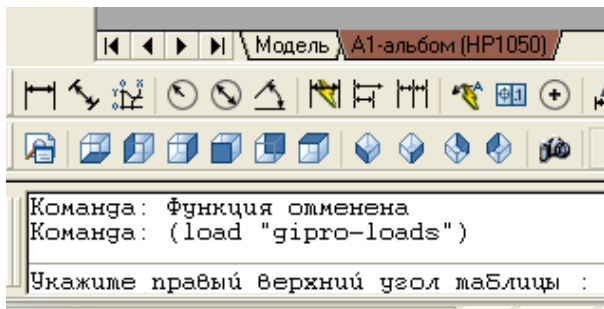 Модель А1-альбом (HP1050)
Команда: Функция отменена
Команда: (load "gipro-loads")
Укажите правый верхний угол таблицы :